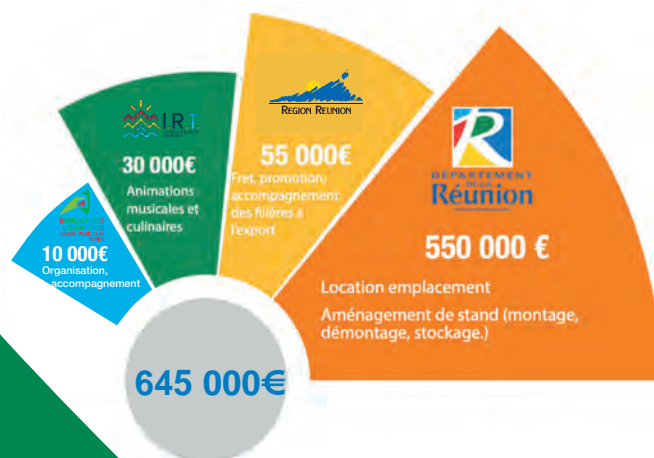 10 000€
Organisation,
accompagnement
I.R.T.
30 000€
Animations
musicales et
culinaires
REGION REUNION
55 000€
Fret, promotion,
accompagnement
des filières à
l'export
DÉPARTEMENT
DE LA
Réunion
550 000 €
Location emplacement
Aménagement de stand (montage,
démontage, stockage.)
645 000€